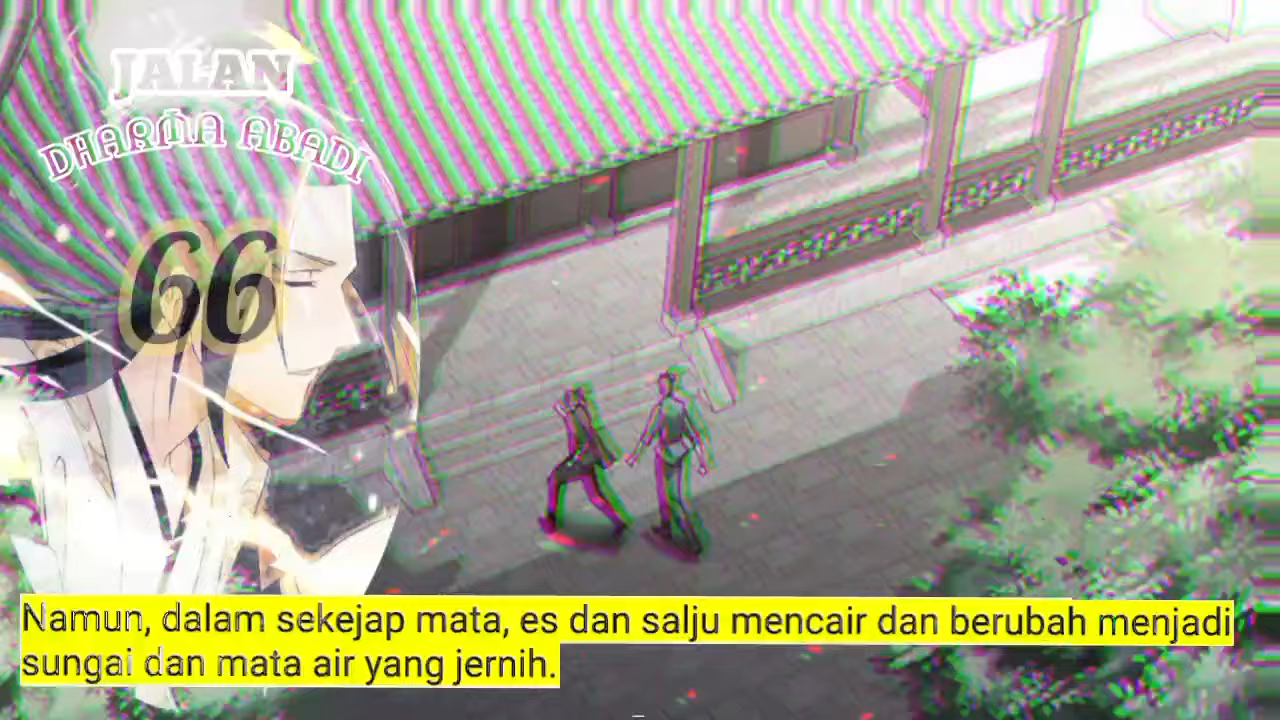 JALAN
DHARMA ABADI
66
Namun, dalam sekejap mata, es dan salju mencair dan berubah menjadi
sungai dan mata air yang jernih.